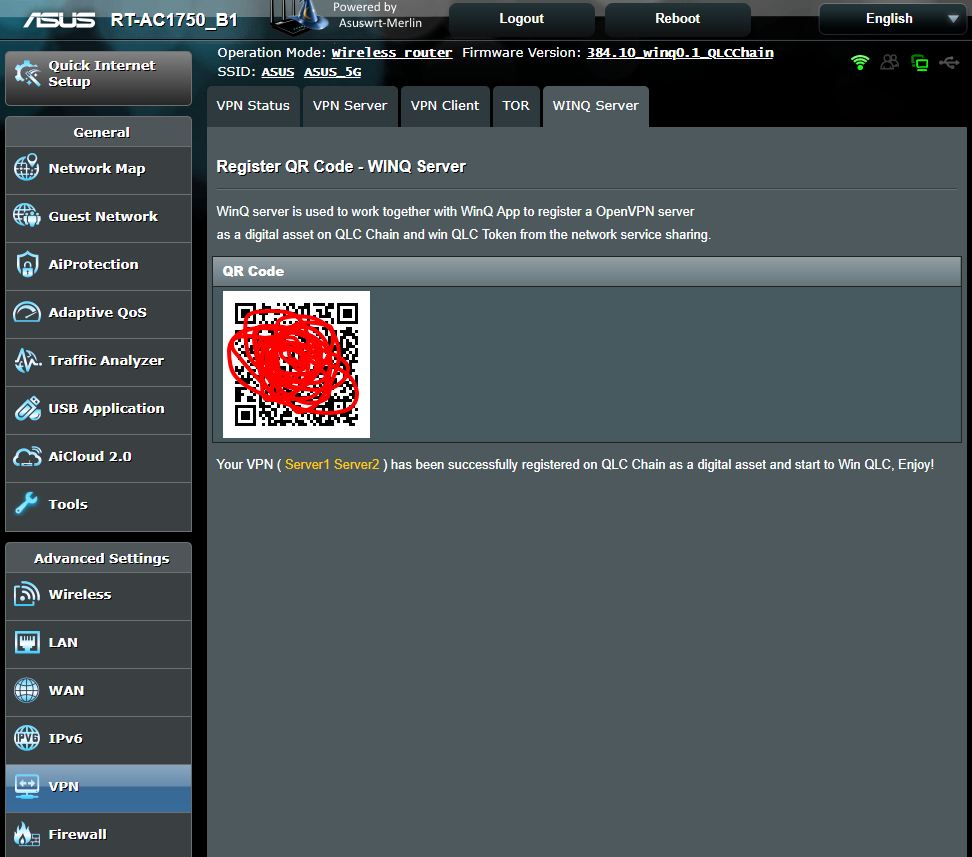 ASUS RT-AC1750_B1
Powered by
Asuswrt-Merlin
Logout
Reboot
English
Operation Mode: Wireless router Firmware Version: 384.10_winq0.1_QLCChain
SSID: ASUS ASUS_5G
Quick Internet
Setup
General
Network Map
Guest Network
AiProtection
Adaptive QoS
Traffic Analyzer
USB Application
AiCloud 2.0
Tools
Advanced Settings
Wireless
LAN
WAN
IPv6
IPv6
VPN
Firewall
VPN Status
VPN Server
VPN Client
TOR
WINQ Server
Register QR Code - WINQ Server
WinQ server is used to work together with WinQ App to register a OpenVPN server
as a digital asset on QLC Chain and win QLC Token from the network service sharing.
QR Code
Your VPN ( Server1 Server2 ) has been successfully registered on QLC Chain as a digital asset and start to Win QLC, Enjoy!